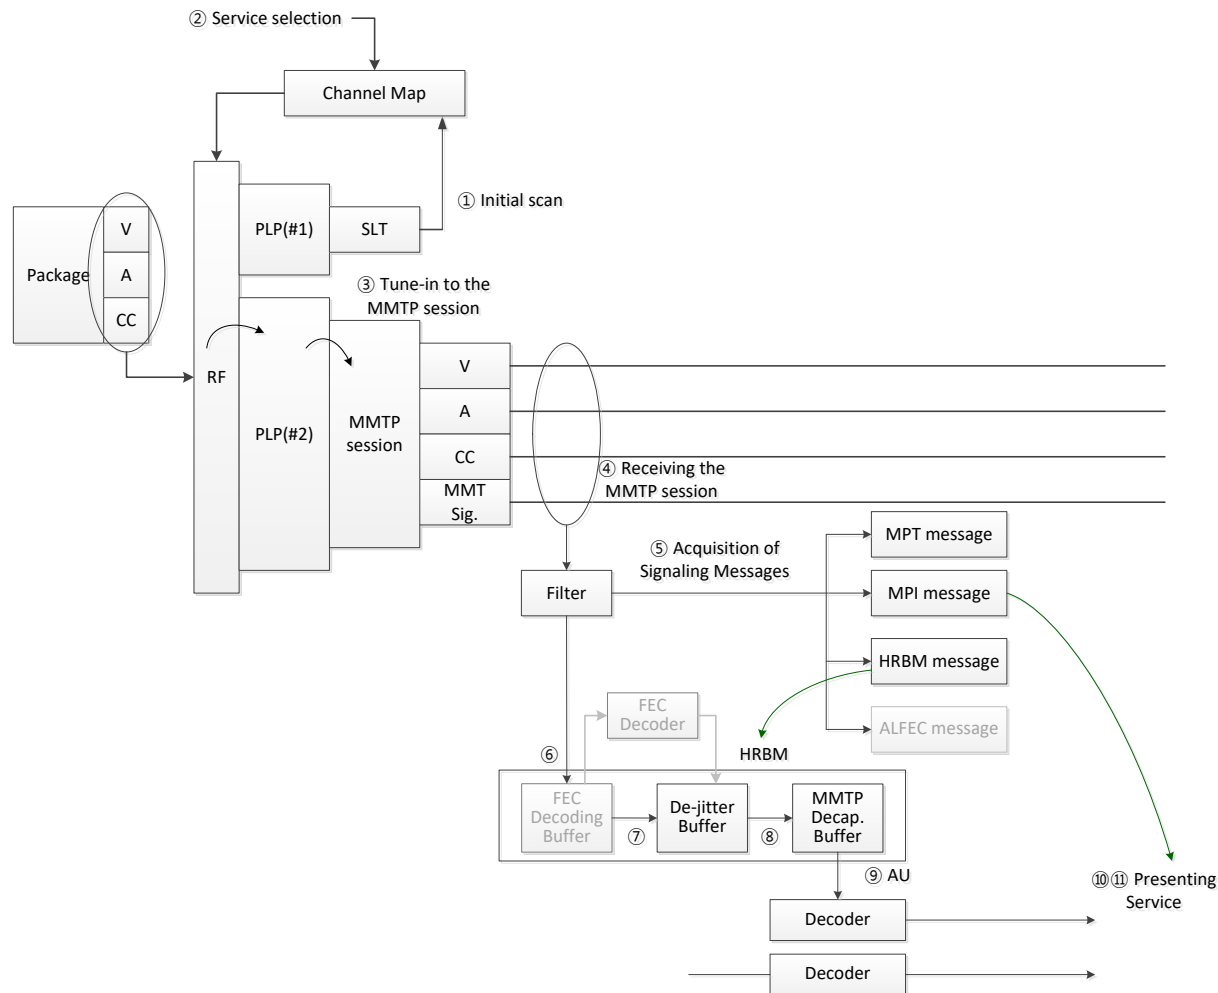 ② Service selection
Channel Map
① Initial scan
PLP(#1)
SLT
V
Package
A
CC
③ Tune-in to the
MMTP session
RF
PLP(#2)
MMTP
session
V
A
CC
MMT
Sig.
④ Receiving the
MMTP session
⑤ Acquisition of
Signaling Messages
Filter
MPT message
MPI message
HRBM message
ALFEC message
FEC
Decoder
HRBM
⑥
FEC
Decoding
Buffer
⑦
De-jitter
Buffer
⑧
MMTP
Decap.
Buffer
⑨ AU
⑩⑪ Presenting
Service
Decoder
Decoder